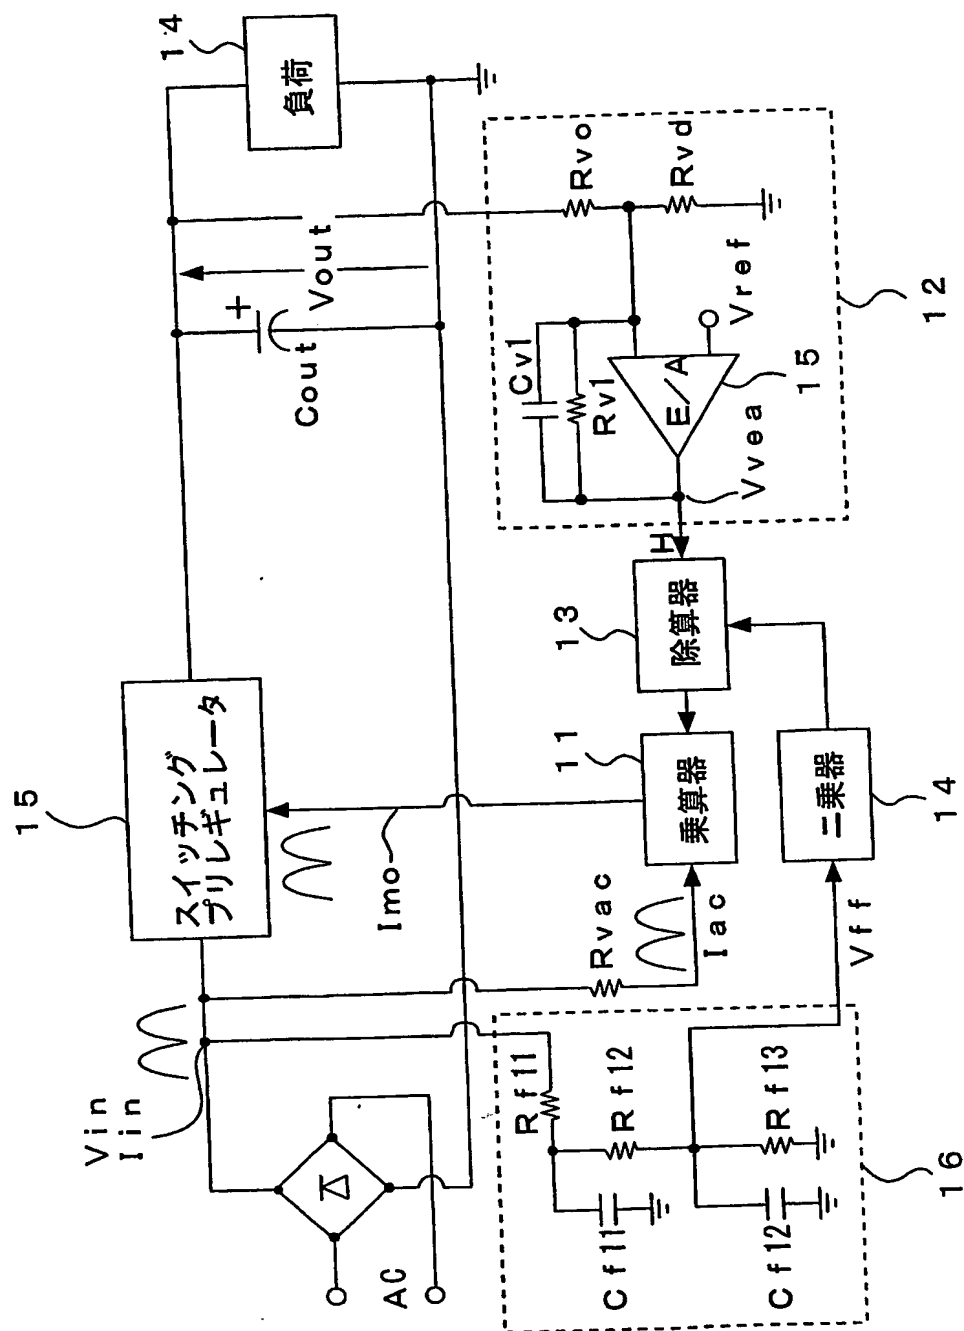 15
スイッチング
プリレギュレータ
Vin
Iin
AC
Cout
+
Vout
14
負荷
Imo
Rvac
Iac
11
乗算器
13
除算器
H
Cv1
Rv1
E/A
15
Vvea
Vref
Rvo
Rvd
12
Rf11
Rf12
Rf13
Cf11
Cf12
16
Vff
二乗器
14